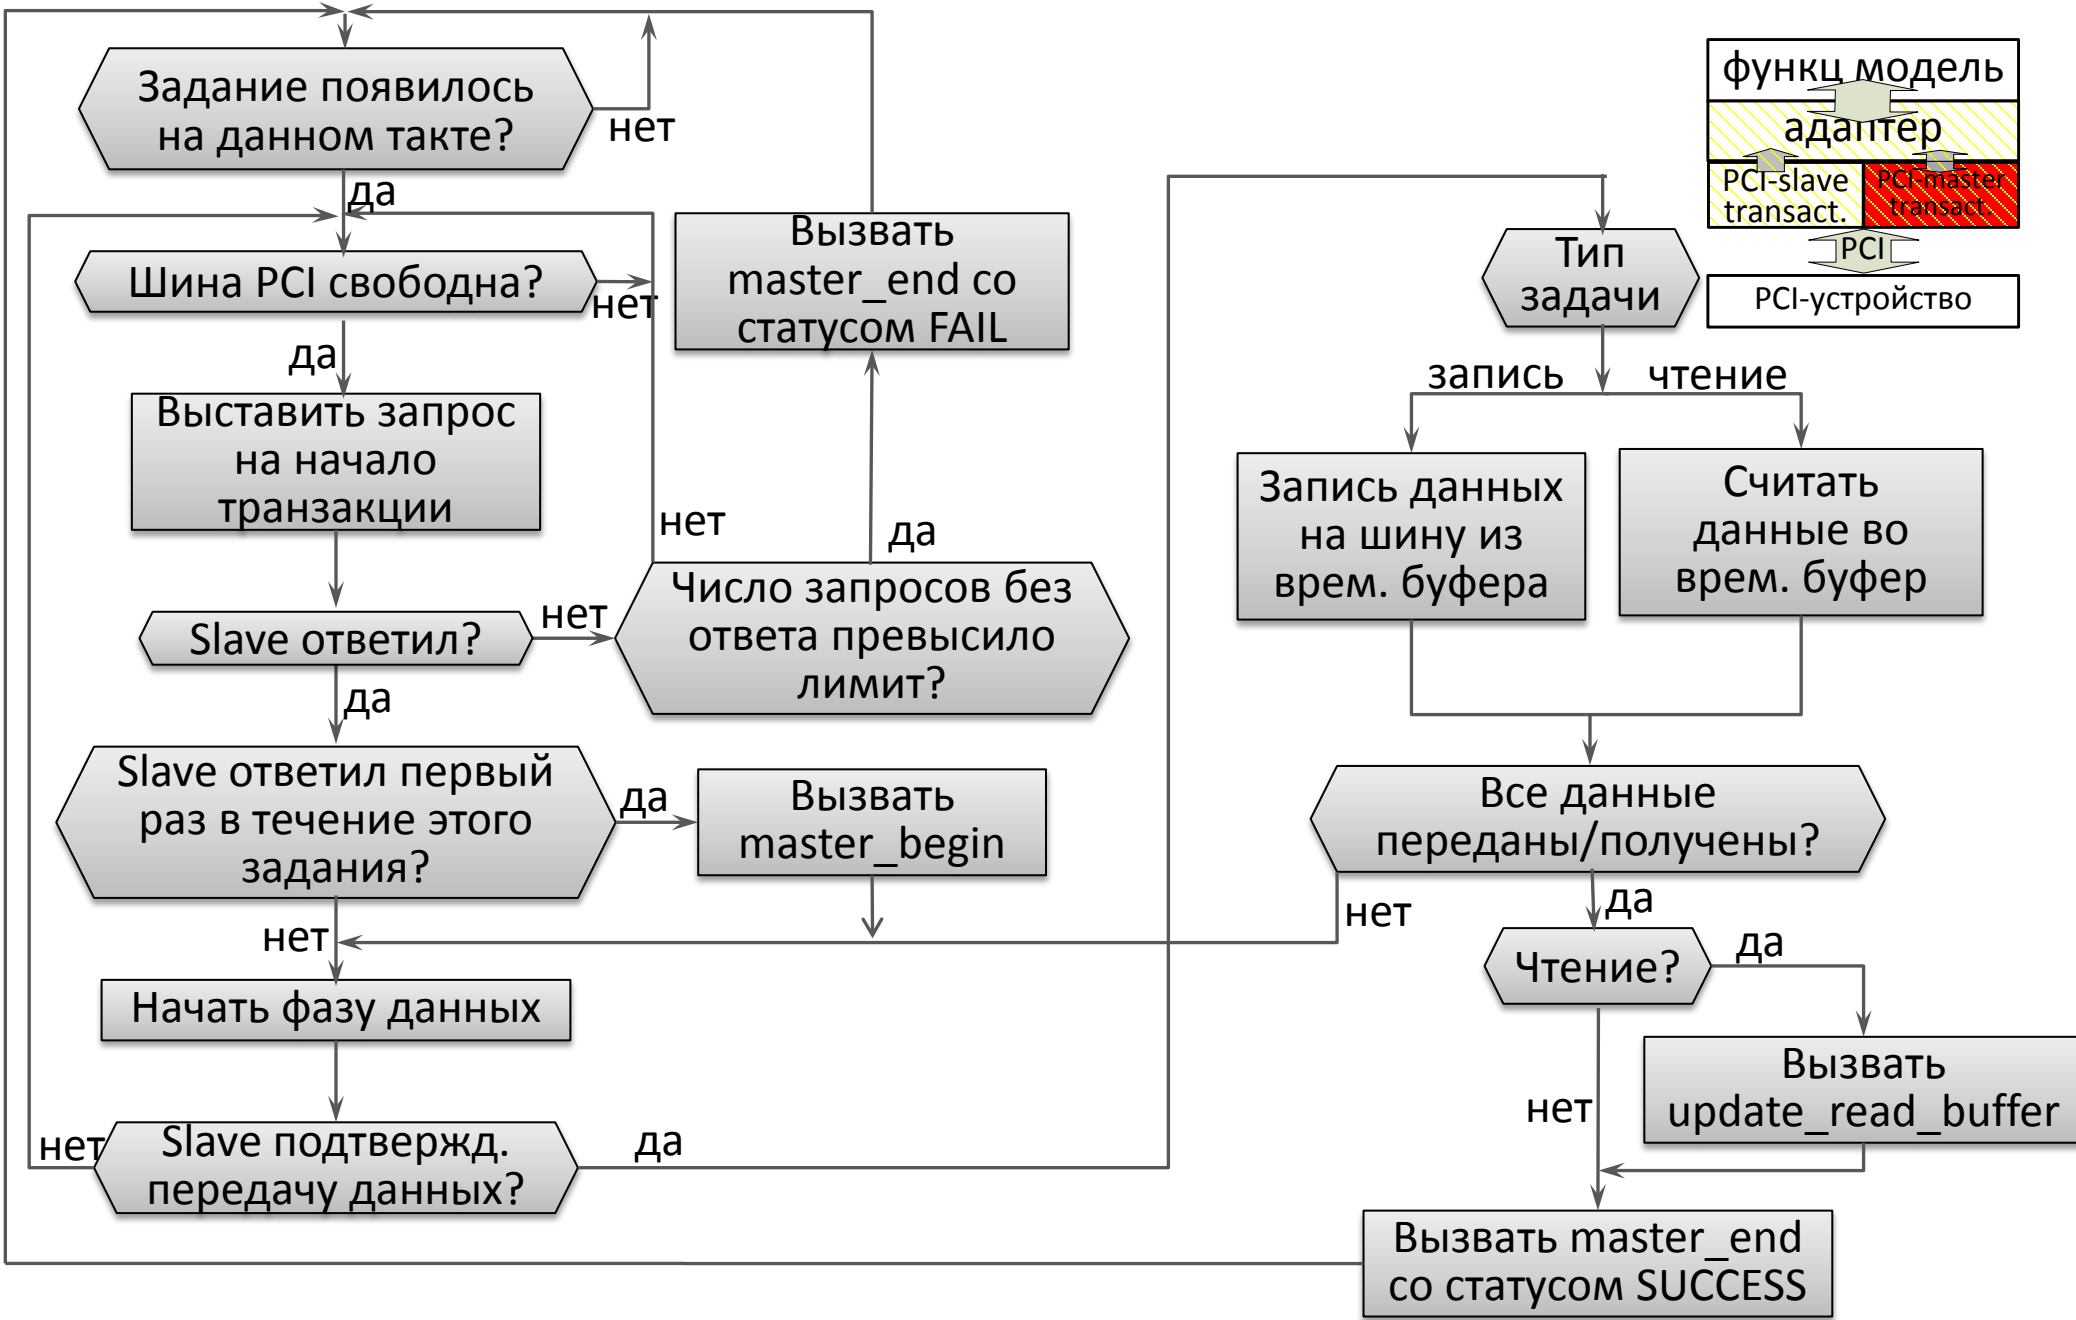 Задание появилось
на данном такте?
нет
да
Шина PCI свободна?
нет
да
Выставить запрос
на начало
транзакции
Slave ответил?
нет
да
Число запросов без
ответа превысило
лимит?
нет
да
Вызвать
master_end со
статусом FAIL
Slave ответил первый
раз в течение этого
задания?
да
Вызвать
master_begin
нет
Начать фазу данных
Slave подтвержд.
передачу данных?
нет
да
Тип
задачи
запись
чтение
Запись данных
на шину из
врем. буфера
Считать
данные во
врем. буфер
Все данные
переданы/получены?
нет
да
Чтение?
да
нет
Вызвать
update_read_buffer
Вызвать master_end
со статусом SUCCESS
функц модель
адаптер
PCI-slave
transact.
PCI-master
transact.
PCI
PCI-устройство